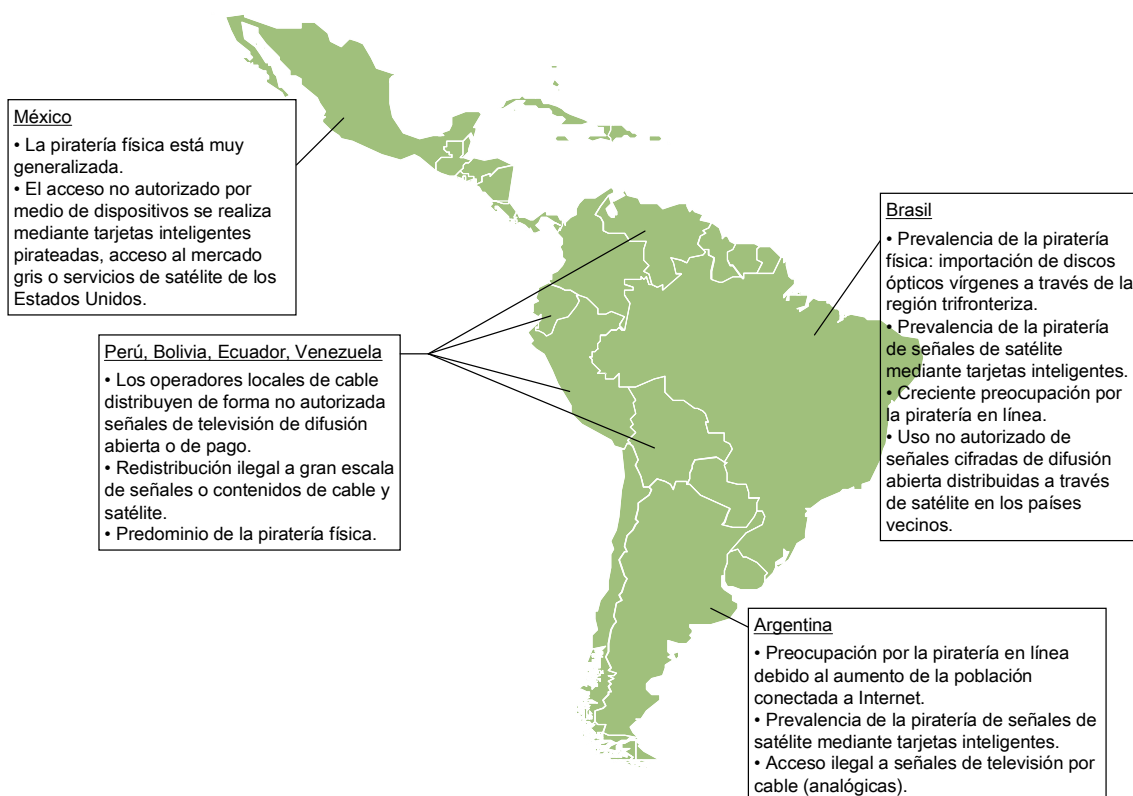 México
• La piratería física está muy
generalizada.
• El acceso no autorizado por
medio de dispositivos se realiza
mediante tarjetas inteligentes
pirateadas, acceso al mercado
gris o servicios de satélite de los
Estados Unidos.
Perú, Bolivia, Ecuador, Venezuela
• Los operadores locales de cable
distribuyen de forma no autorizada
señales de televisión de difusión
abierta o de pago.
• Redistribución ilegal a gran escala
de señales o contenidos de cable y
satélite.
• Predominio de la piratería física.
Brasil
• Prevalencia de la piratería
física: importación de discos
ópticos vírgenes a través de la
región trifronteriza.
• Prevalencia de la piratería
de señales de satélite
mediante tarjetas inteligentes.
• Creciente preocupación por
la piratería en línea.
• Uso no autorizado de
señales cifradas de difusión
abierta distribuidas a través
de satélite en los países
vecinos.
Argentina
• Preocupación por la piratería en línea
debido al aumento de la población
conectada a Internet.
• Prevalencia de la piratería de señales de
satélite mediante tarjetas inteligentes.
• Acceso ilegal a señales de televisión por
cable (analógicas).